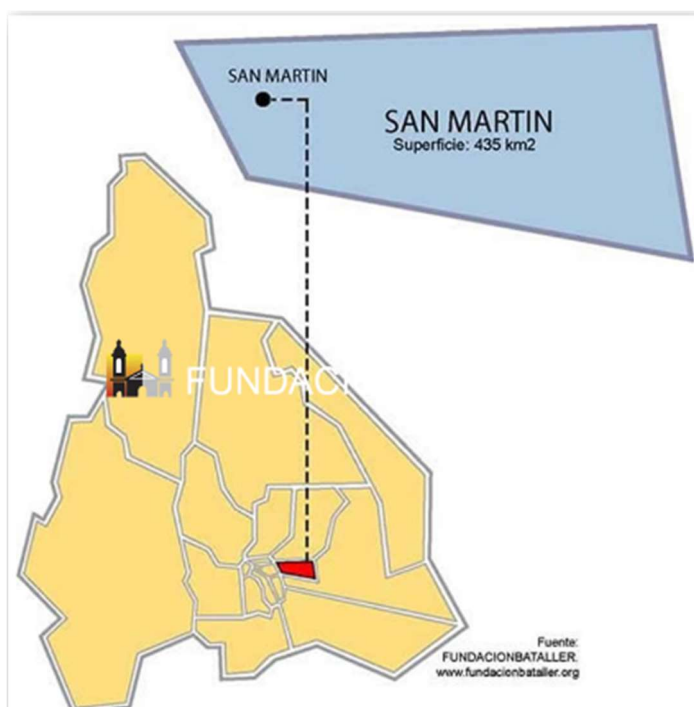 SAN MARTIN
SAN MARTIN
Superficie: 435 km2
FUNDACI
Fuente:
FUNDACIONBATALLER.
www.fundacionbataller.org